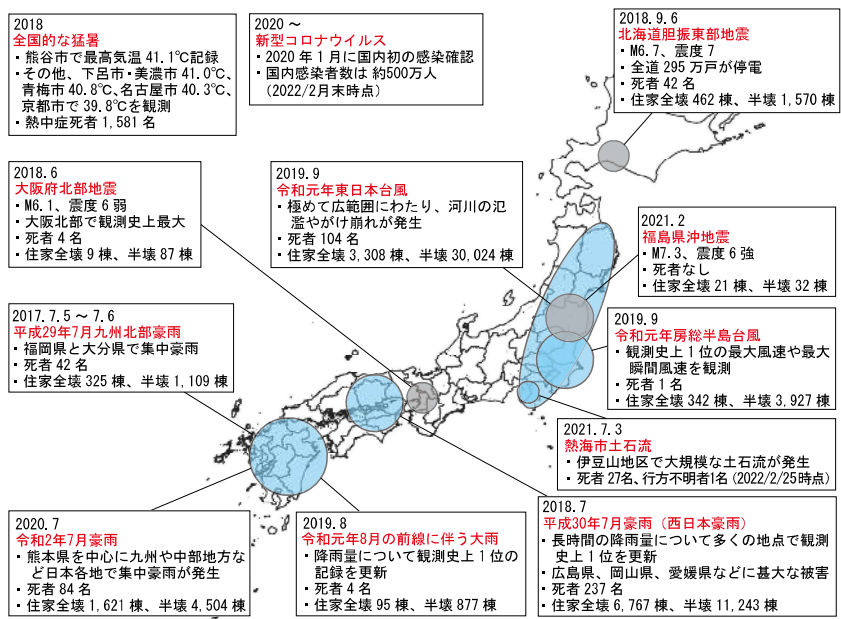 2018
全国的な猛暑
・熊谷市で最高気温 41.1℃記録
・その他、下呂市・美濃市 41.0℃、
青梅市 40.8℃、名古屋市 40.3℃、
京都市で 39.8℃を観測
・熱中症死者 1,581 名
2020 ～
新型コロナウイルス
・2020 年 1 月に国内初の感染確認
・国内感染者数は 約500万人
（2022/2月末時点）
2018.9.6
北海道胆振東部地震
・M6.7、震度 7
・全道 295 万戸が停電
・死者 42 名
・住家全壊 462 棟、半壊 1,570 棟
2018.6
大阪府北部地震
・M6.1、震度 6 弱
・大阪北部で観測史上最大
・死者 4 名
・住家全壊 9 棟、半壊 87 棟
2019.9
令和元年東日本台風
・極めて広範囲にわたり、河川の氾
濫やがけ崩れが発生
・死者 104 名
・住家全壊 3,308 棟、半壊 30,024 棟
2021.2
福島県沖地震
・M7.3、震度 6 強
・死者なし
・住家全壊 21 棟、半壊 32 棟
2017.7.5 ～ 7.6
平成29年7月九州北部豪雨
・福岡県と大分県で集中豪雨
・死者 42 名
・住家全壊 325 棟、半壊 1,109 棟
2019.9
令和元年房総半島台風
・観測史上 1 位の最大風速や最大
瞬間風速を観測
・死者 1 名
・住家全壊 342 棟、半壊 3,927 棟
2021.7.3
熱海市土石流
・伊豆山地区で大規模な土石流が発生
・死者 27名、行方不明者1名 (2022/2/25時点)
2020.7
令和2年7月豪雨
・熊本県を中心に九州や中部地方な
ど日本各地で集中豪雨が発生
・死者 84 名
・住家全壊 1,621 棟、半壊 4,504 棟
2019.8
令和元年8月の前線に伴う大雨
・降雨量について観測史上 1 位の
記録を更新
・死者 4 名
・住家全壊 95 棟、半壊 877 棟
2018.7
平成30年7月豪雨（西日本豪雨）
・長時間の降雨量について多くの地点で観測
史上 1 位を更新
・広島県、岡山県、愛媛県などに甚大な被害
・死者 237 名
・住家全壊 6,767 棟、半壊 11,243 棟